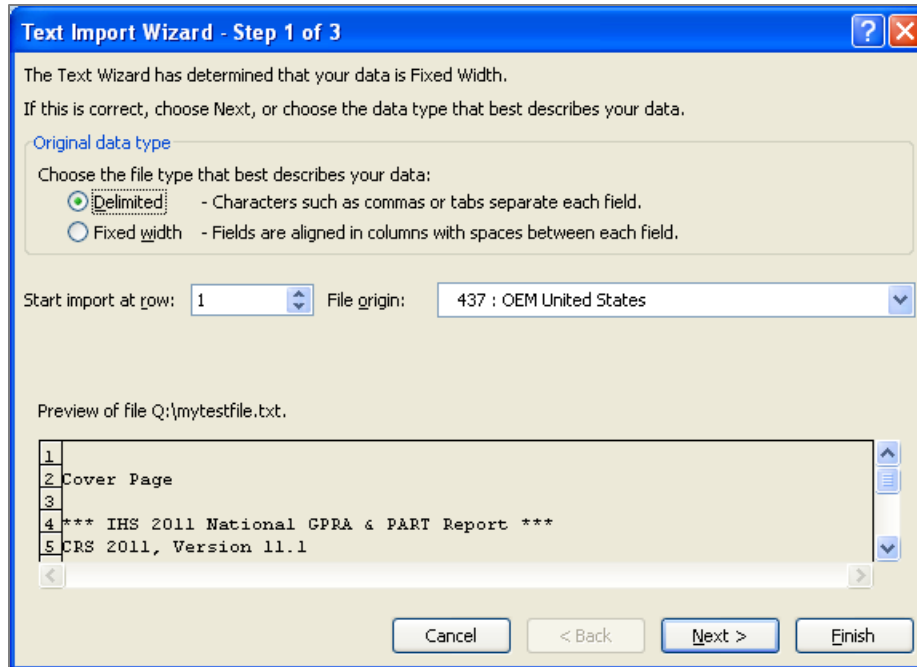 Text Import Wizard - Step 1 of 3
The Text Wizard has determined that your data is Fixed Width.
If this is correct, choose Next, or choose the data type that best describes your data.
Original data type
Choose the file type that best describes your data:
Delimited - Characters such as commas or tabs separate each field.
Fixed width - Fields are aligned in columns with spaces between each field.
Start import at row: 1 File origin: 437 : OEM United States
Preview of file Q:\mytestfile.txt.
1
2 Cover Page
3
4 *** IHS 2011 National GPRA & PART Report ***
5 CRS 2011, Version 11.1
Cancel < Back Next > Finish